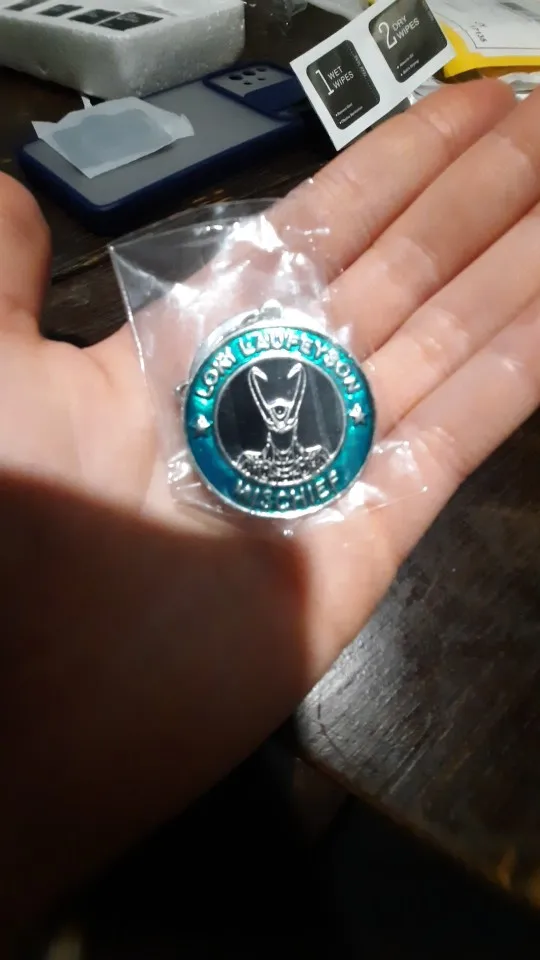 1 WET
WIPES
2 DRY
WIPES
LOKI LAUFEYSON
MISCHIEF